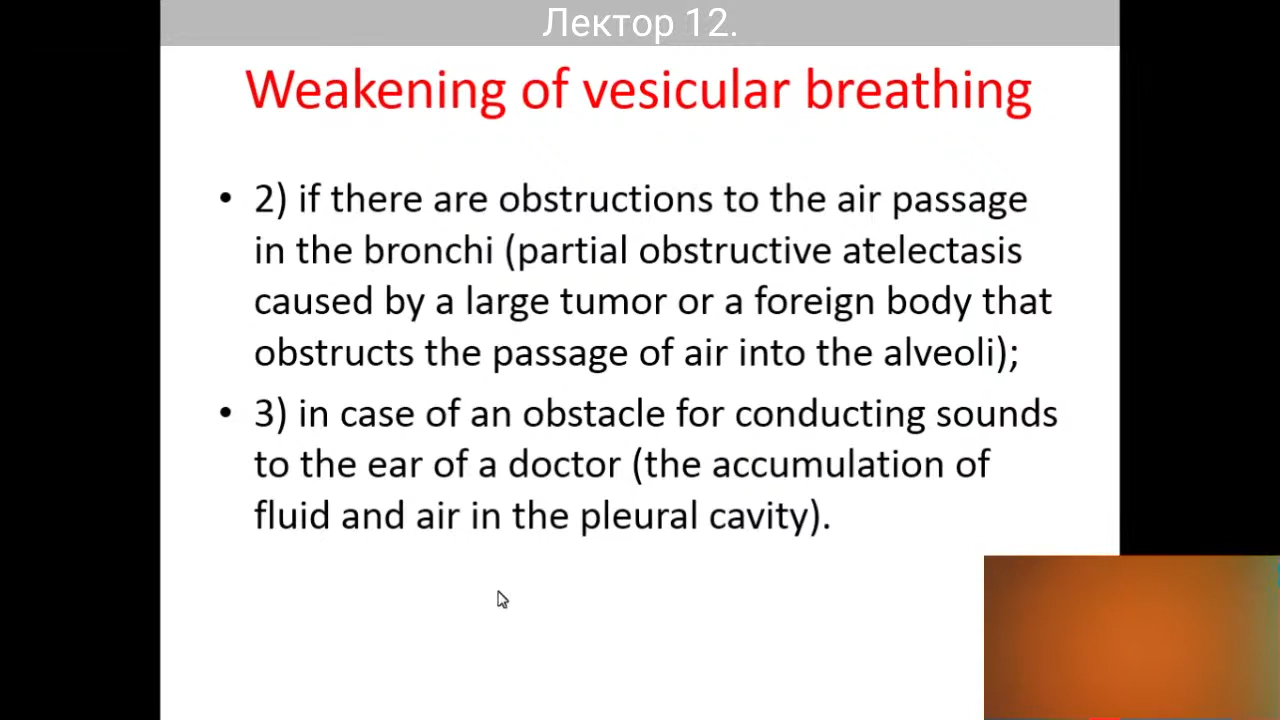 Лектор 12.
Weakening of vesicular breathing
• 2) if there are obstructions to the air passage
in the bronchi (partial obstructive atelectasis
caused by a large tumor or a foreign body that
obstructs the passage of air into the alveoli);
• 3) in case of an obstacle for conducting sounds
to the ear of a doctor (the accumulation of
fluid and air in the pleural cavity).